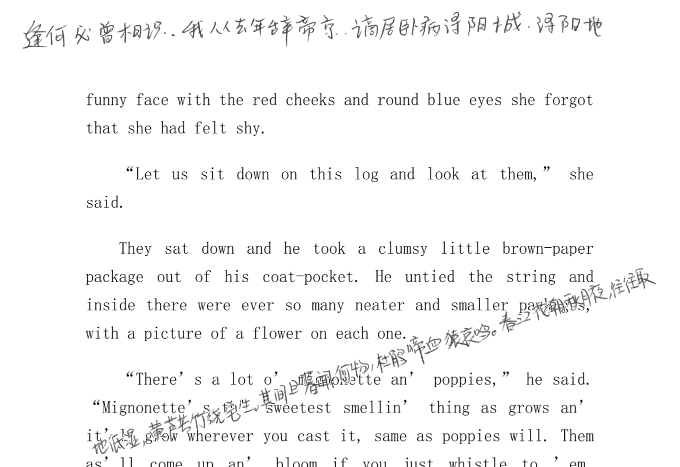 逢何必曾相识..我从去年辞帝京..谪居卧病浔阳城.浔阳地
funny face with the red cheeks and round blue eyes she forgot
that she had felt shy.
“Let us sit down on this log and look at them,” she
said.
They sat down and he took a clumsy little brown-paper
package out of his coat-pocket. He untied the string and
inside there were ever so many neater and smaller packages,
with a picture of a flower on each one.
“There’s a lot o’ mignonette an’ poppies,” he said.
“Mignonette’s th’ sweetest smellin’ thing as grows an’
it’ll grow wherever you cast it, same as poppies will. Them
as’ll come up an’ bloom if you just whistle to ’em,
地低湿,黄芦苦竹绕宅生,其间旦暮闻何物,杜鹃啼血猿哀鸣。春江花朝秋月夜,往往取